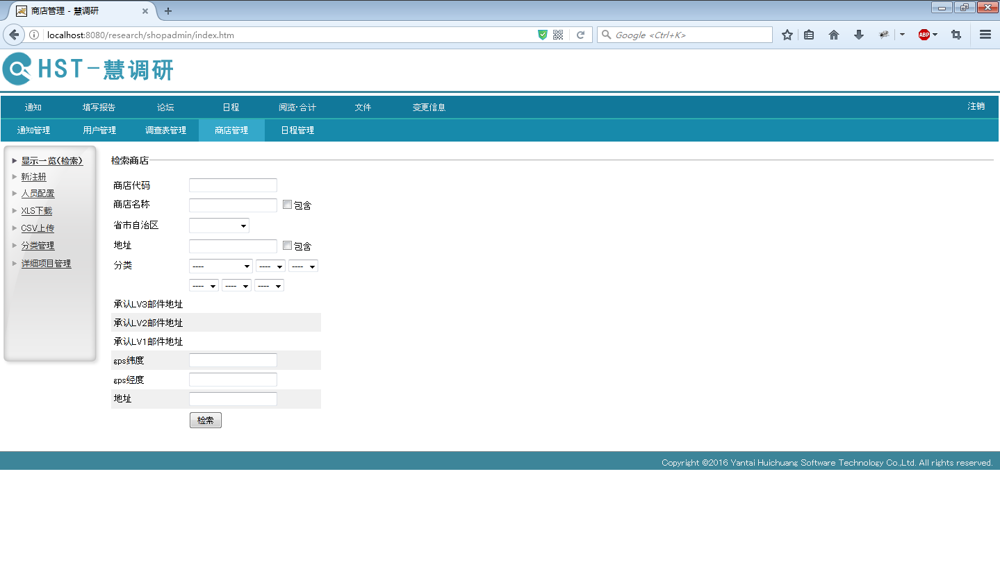 商店管理 - 慧调研
localhost:8080/research/shopadmin/index.htm
Google <Ctrl+K>
ABP
HST-慧调研
通知 填写报告 论坛 日程 阅览·合计 文件 变更信息 注销
通知管理 用户管理 调查表管理 商店管理 日程管理
显示一览(检索)
新注册
人员配置
XLS下载
CSV上传
分类管理
详细项目管理
检索商店
商店代码
商店名称 包含
省市自治区
地址 包含
分类 ---- ---- ----
---- ---- ----
承认LV3邮件地址
承认LV2邮件地址
承认LV1邮件地址
gps纬度
gps经度
地址
检索
Copyright ©2016 Yantai Huichuang Software Technology Co.,Ltd. All rights reserved.